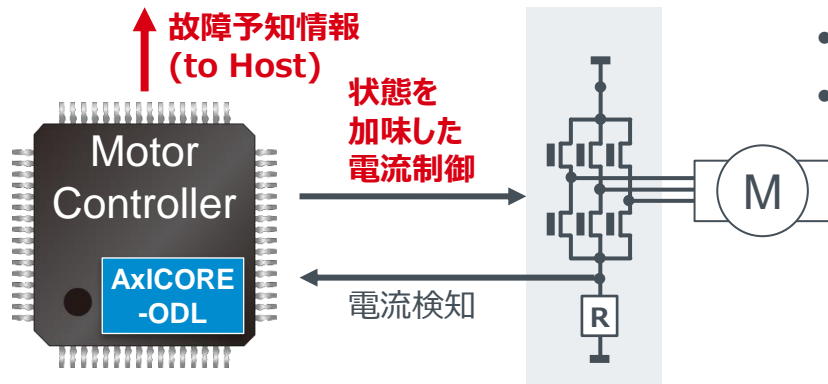 故障予知情報
(to Host)
状態を
加味した
電流制御
Motor
Controller
AxlCORE
-ODL
電流検知
R
M